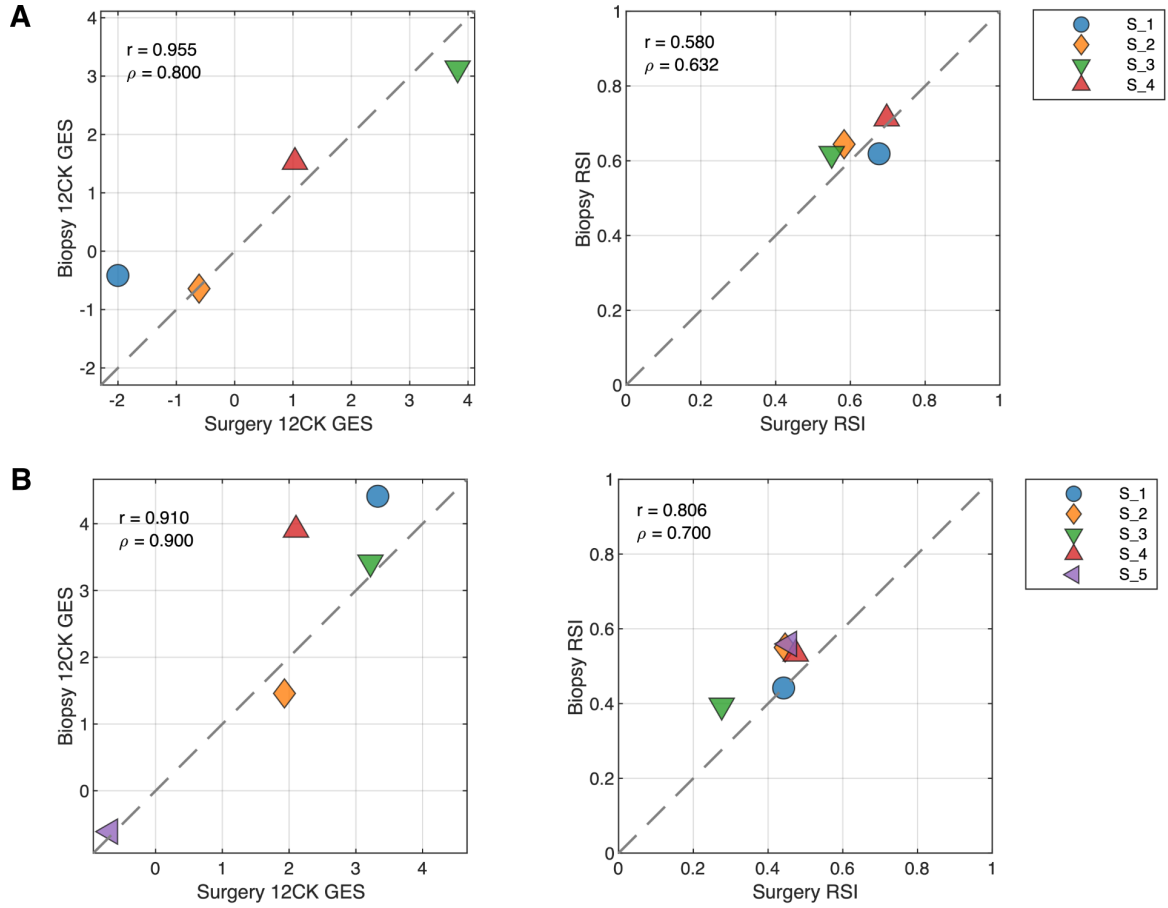 A
r = 0.955
ρ = 0.800
4
3
2
1
0
-1
-2
-2
-1
0
1
2
3
4
Biopsy 12CK GES
Surgery 12CK GES
r = 0.580
ρ = 0.632
1
0.8
0.6
0.4
0.2
0
0
0.2
0.4
0.6
0.8
1
Biopsy RSI
Surgery RSI
S_1
S_2
S_3
S_4
B
r = 0.910
ρ = 0.900
4
3
2
1
0
0
1
2
3
4
Biopsy 12CK GES
Surgery 12CK GES
r = 0.806
ρ = 0.700
1
0.8
0.6
0.4
0.2
0
0
0.2
0.4
0.6
0.8
1
Biopsy RSI
Surgery RSI
S_1
S_2
S_3
S_4
S_5